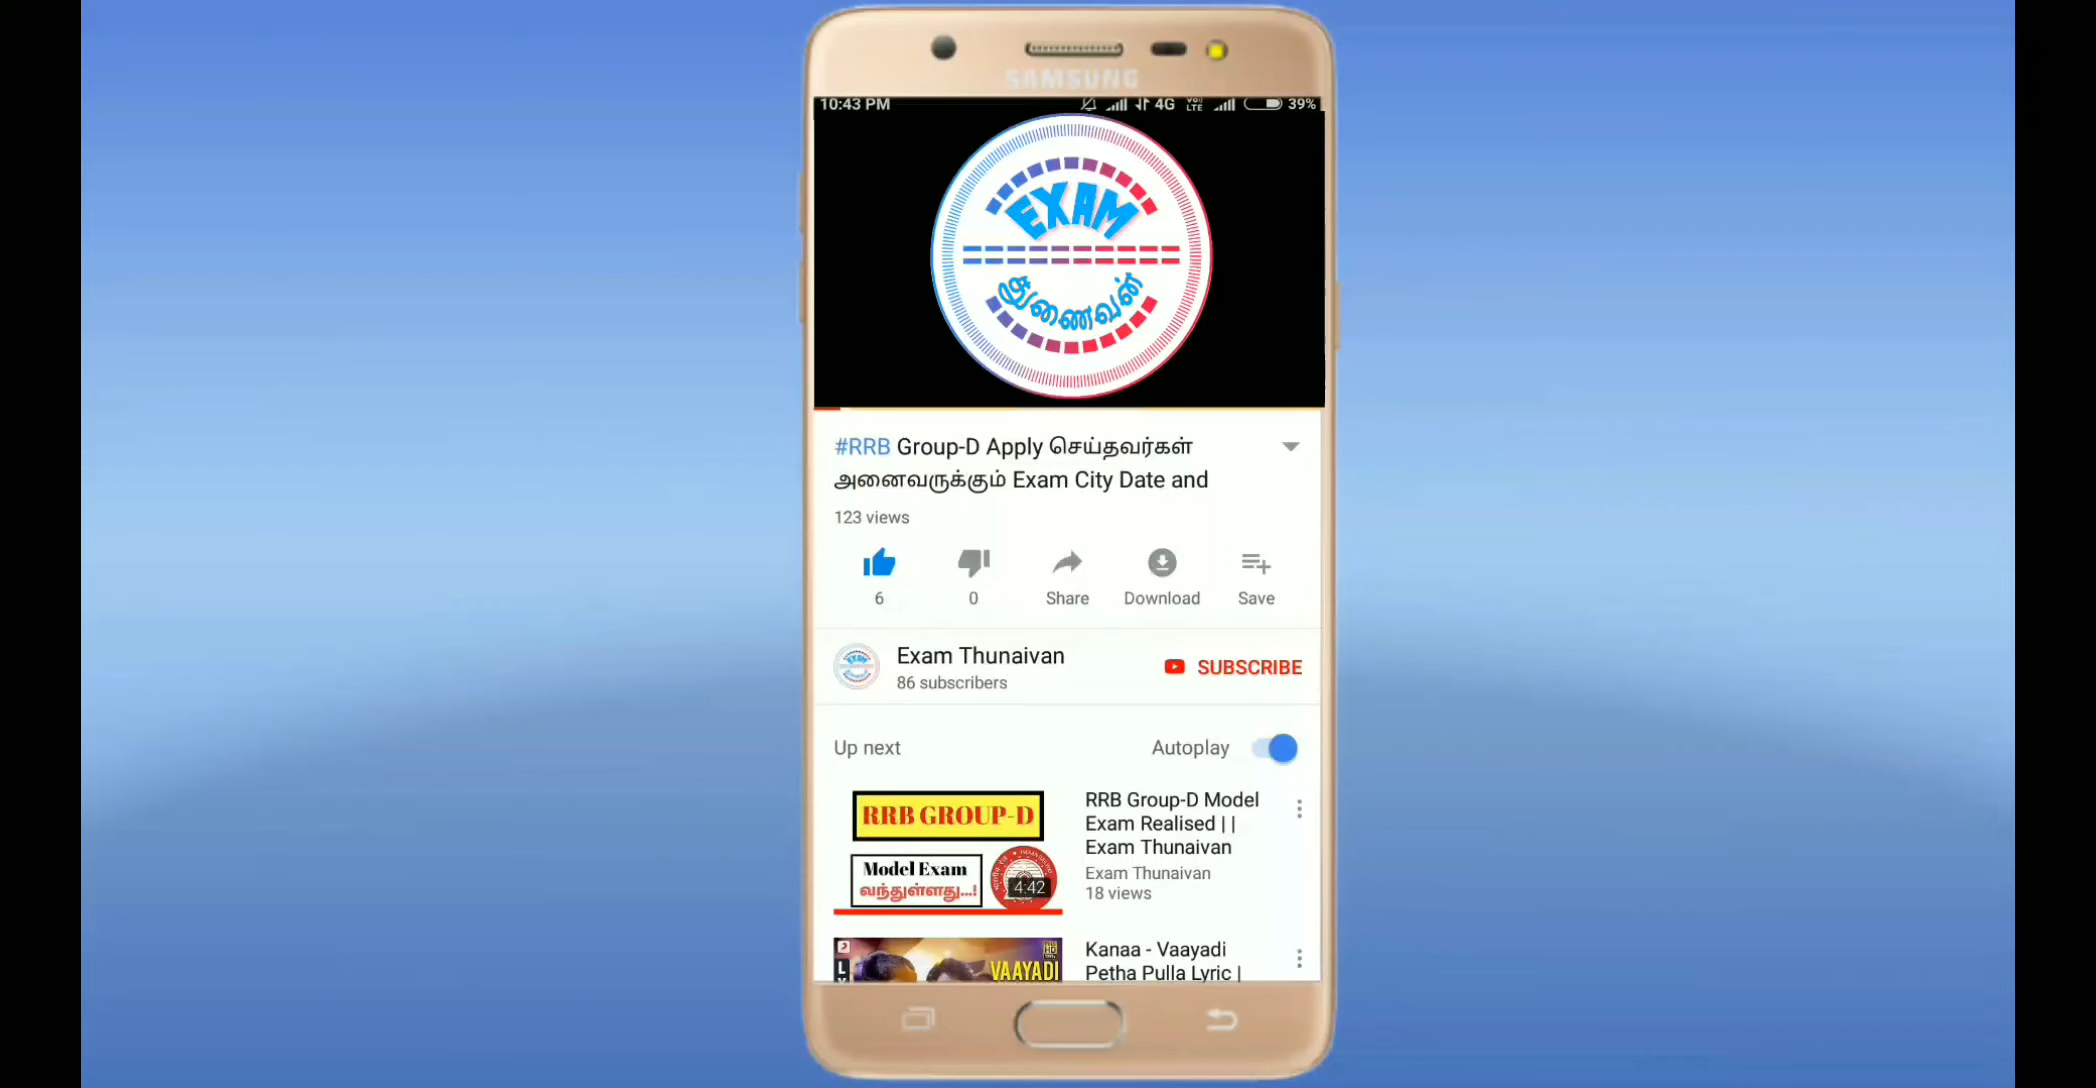 SAMSUNG
10:43 PM 4G VoLTE 39%
EXAM
துணைவன்
#RRB Group-D Apply செய்தவர்கள்
அனைவருக்கும் Exam City Date and
123 views
6 0 Share Download Save
Exam Thunaivan
86 subscribers
SUBSCRIBE
Up next Autoplay
RRB GROUP-D
Model Exam
வந்துள்ளது...!
4:42
RRB Group-D Model
Exam Realised ||
Exam Thunaivan
Exam Thunaivan
18 views
VAAYADI
Kanaa - Vaayadi
Petha Pulla Lyric |